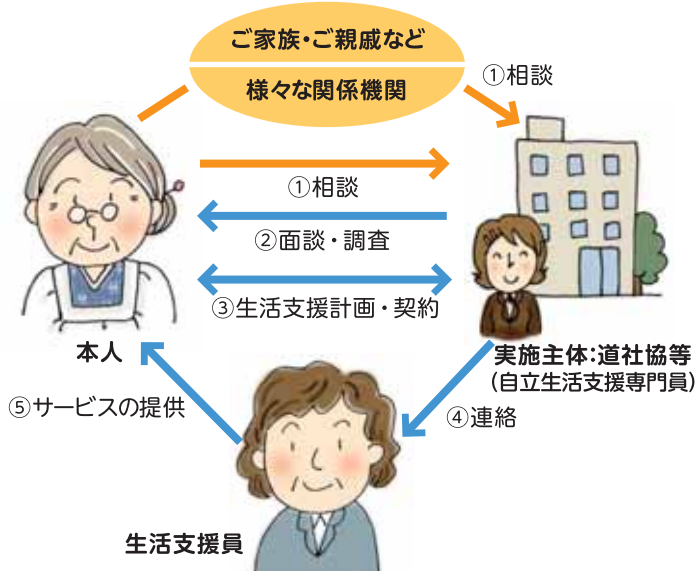 ご家族・ご親戚など
様々な関係機関
①相談
①相談
②面談・調査
③生活支援計画・契約
本人
実施主体:道社協等
(自立生活支援専門員)
⑤サービスの提供
④連絡
生活支援員